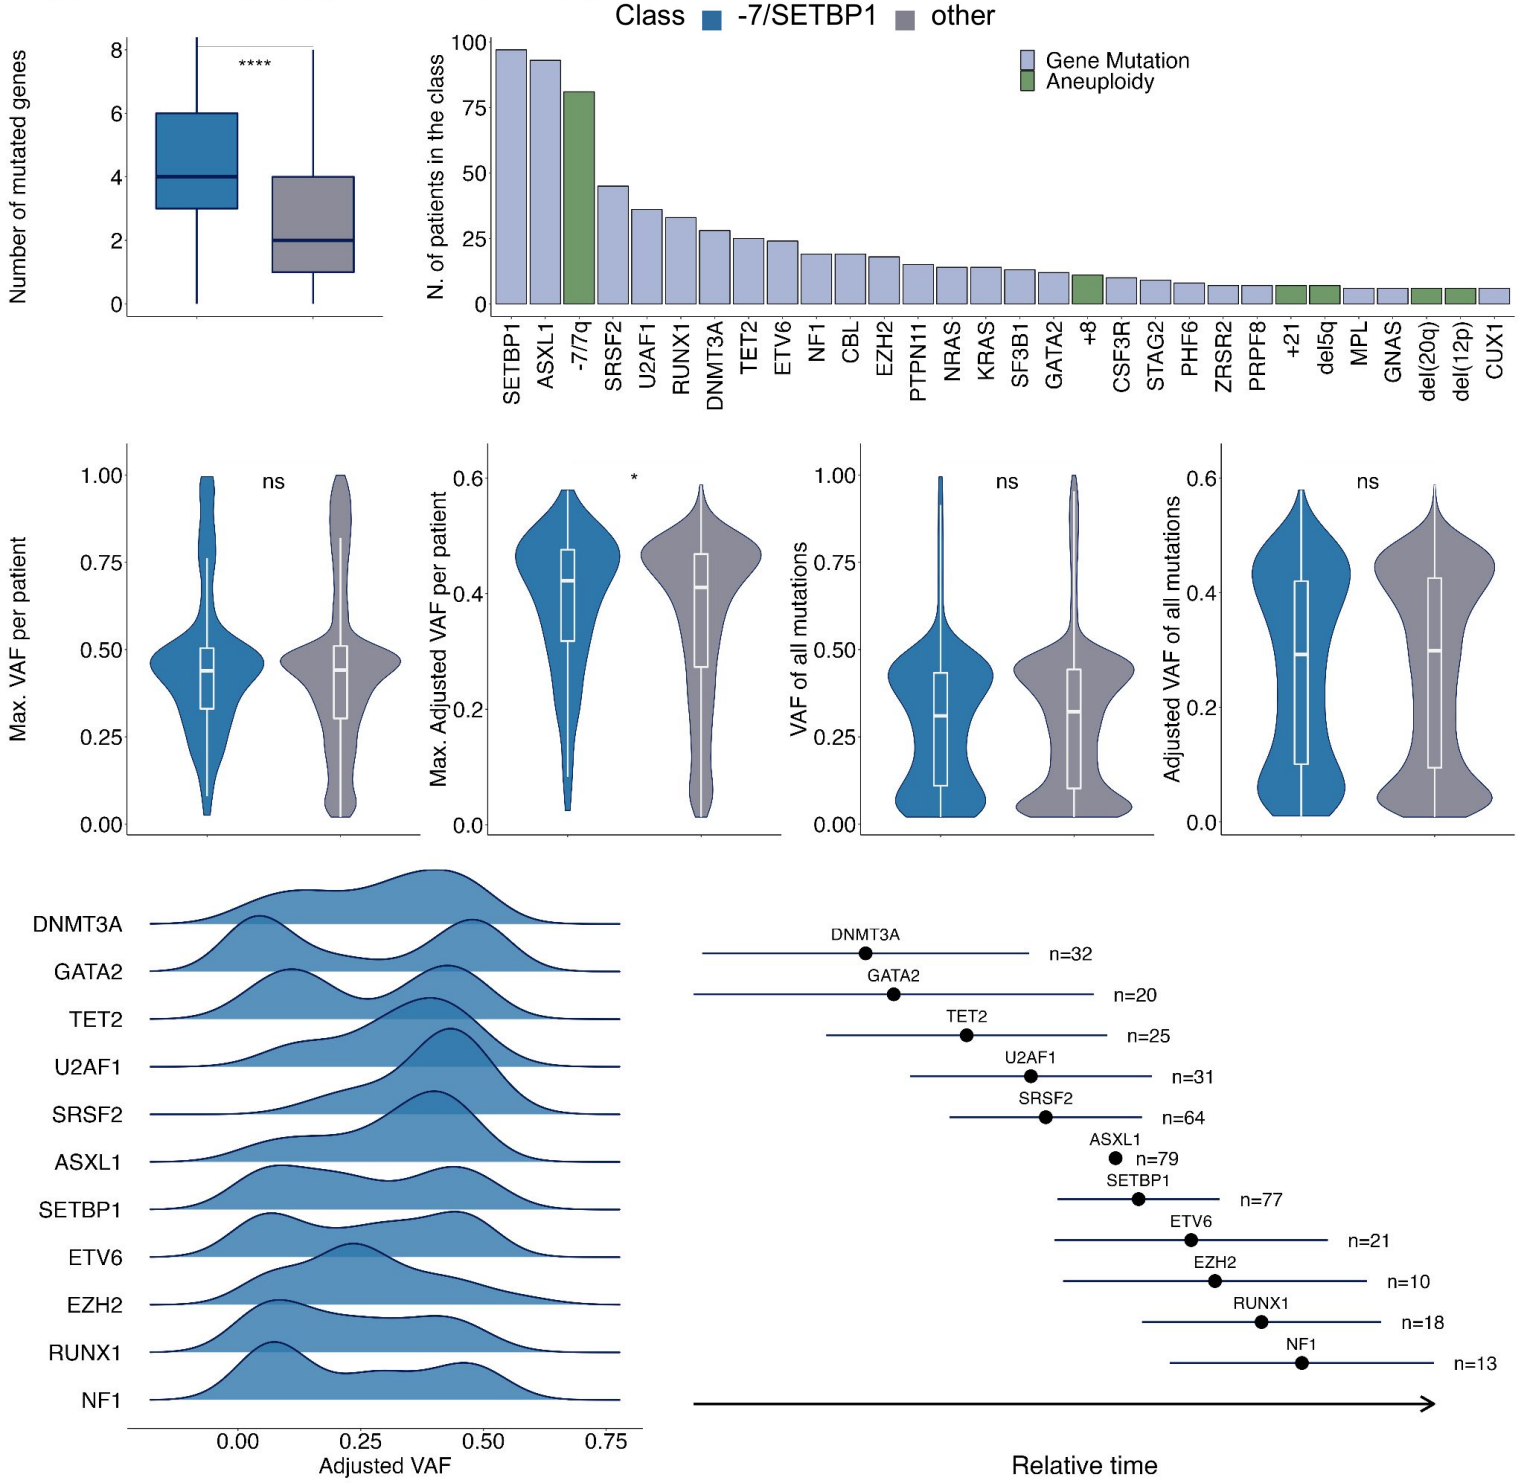 Class -7/SETBP1 other
Number of mutated genes
8
6
4
2
0
****
N. of patients in the class
100
75
50
25
0
Gene Mutation
Aneuploidy
SETBP1
ASXL1
-7/7q
SRSF2
U2AF1
RUNX1
DNMT3A
TET2
ETV6
NF1
CBL
EZH2
PTPN11
NRAS
KRAS
SF3B1
GATA2
+8
CSF3R
STAG2
PHF6
ZRSR2
PRPF8
+21
del5q
MPL
GNAS
del(20q)
del(12p)
CUX1
Max. VAF per patient
1.00
0.75
0.50
0.25
0.00
ns
Max. Adjusted VAF per patient
0.6
0.4
0.2
0.0
*
VAF of all mutations
1.00
0.75
0.50
0.25
0.00
ns
Adjusted VAF of all mutations
0.6
0.4
0.2
0.0
ns
DNMT3A
GATA2
TET2
U2AF1
SRSF2
ASXL1
SETBP1
ETV6
EZH2
RUNX1
NF1
0.00 0.25 0.50 0.75
Adjusted VAF
DNMT3A
n=32
GATA2
n=20
TET2
n=25
U2AF1
n=31
SRSF2
n=64
ASXL1
n=79
SETBP1
n=77
ETV6
n=21
EZH2
n=10
RUNX1
n=18
NF1
n=13
Relative time